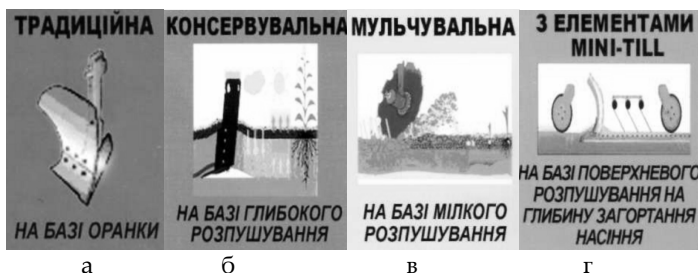 ТРАДИЦІЙНА
НА БАЗІ ОРАНКИ
КОНСЕРВУВАЛЬНА
НА БАЗІ ГЛИБОКОГО
РОЗПУШУВАННЯ
МУЛЬЧУВАЛЬНА
НА БАЗІ МІЛКОГО
РОЗПУШУВАННЯ
З ЕЛЕМЕНТАМИ
MINI-TILL
НА БАЗІ ПОВЕРХНЕВОГО
РОЗПУШУВАННЯ НА
ГЛИБИНУ ЗАГОРТАННЯ
НАСІННЯ
а б в г